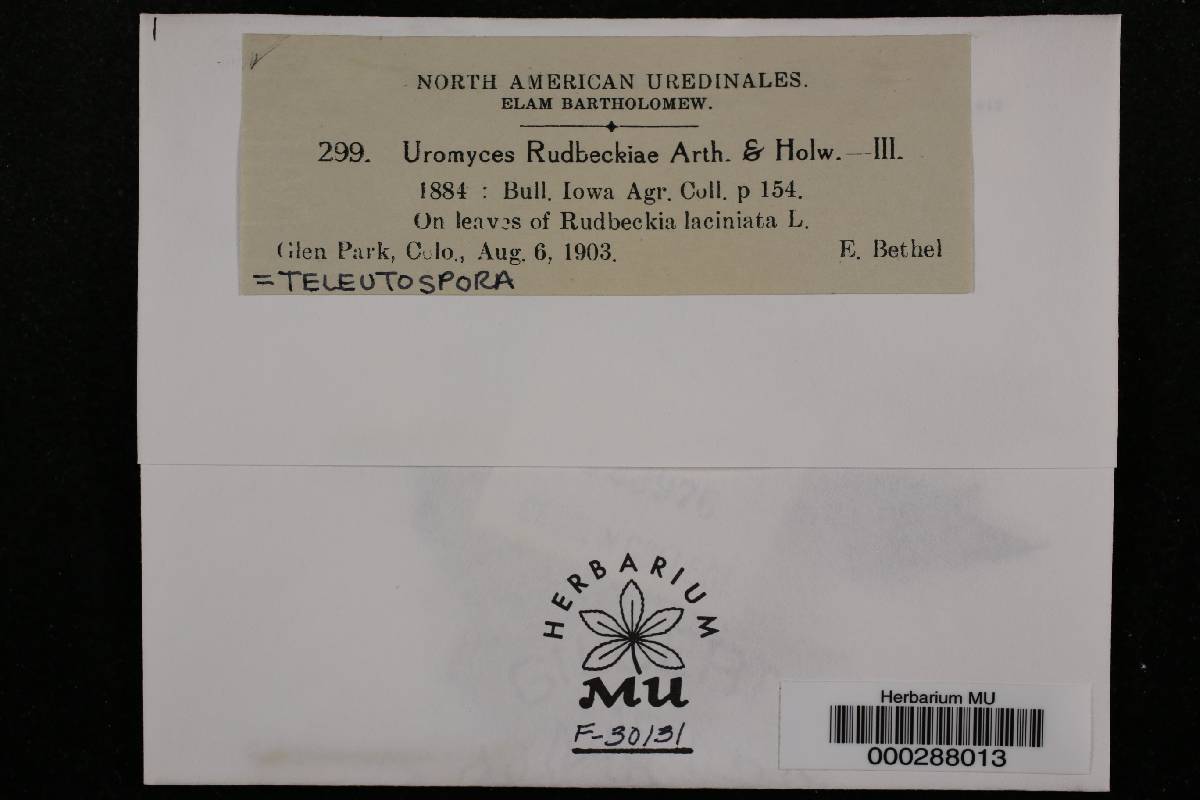 NORTH AMERICAN UREDINALES.
ELAM BARTHOLOMEW.
299. Uromyces Rudbeckiae Arth. & Holw.—III.
1884 : Bull. Iowa Agr. Coll. p 154.
On leaves of Rudbeckia laciniata L.
Glen Park, Colo., Aug. 6, 1903. E. Bethel
=TELEUTOSPORA
HERBARIUM
MU
F-30131
Herbarium MU
000288013